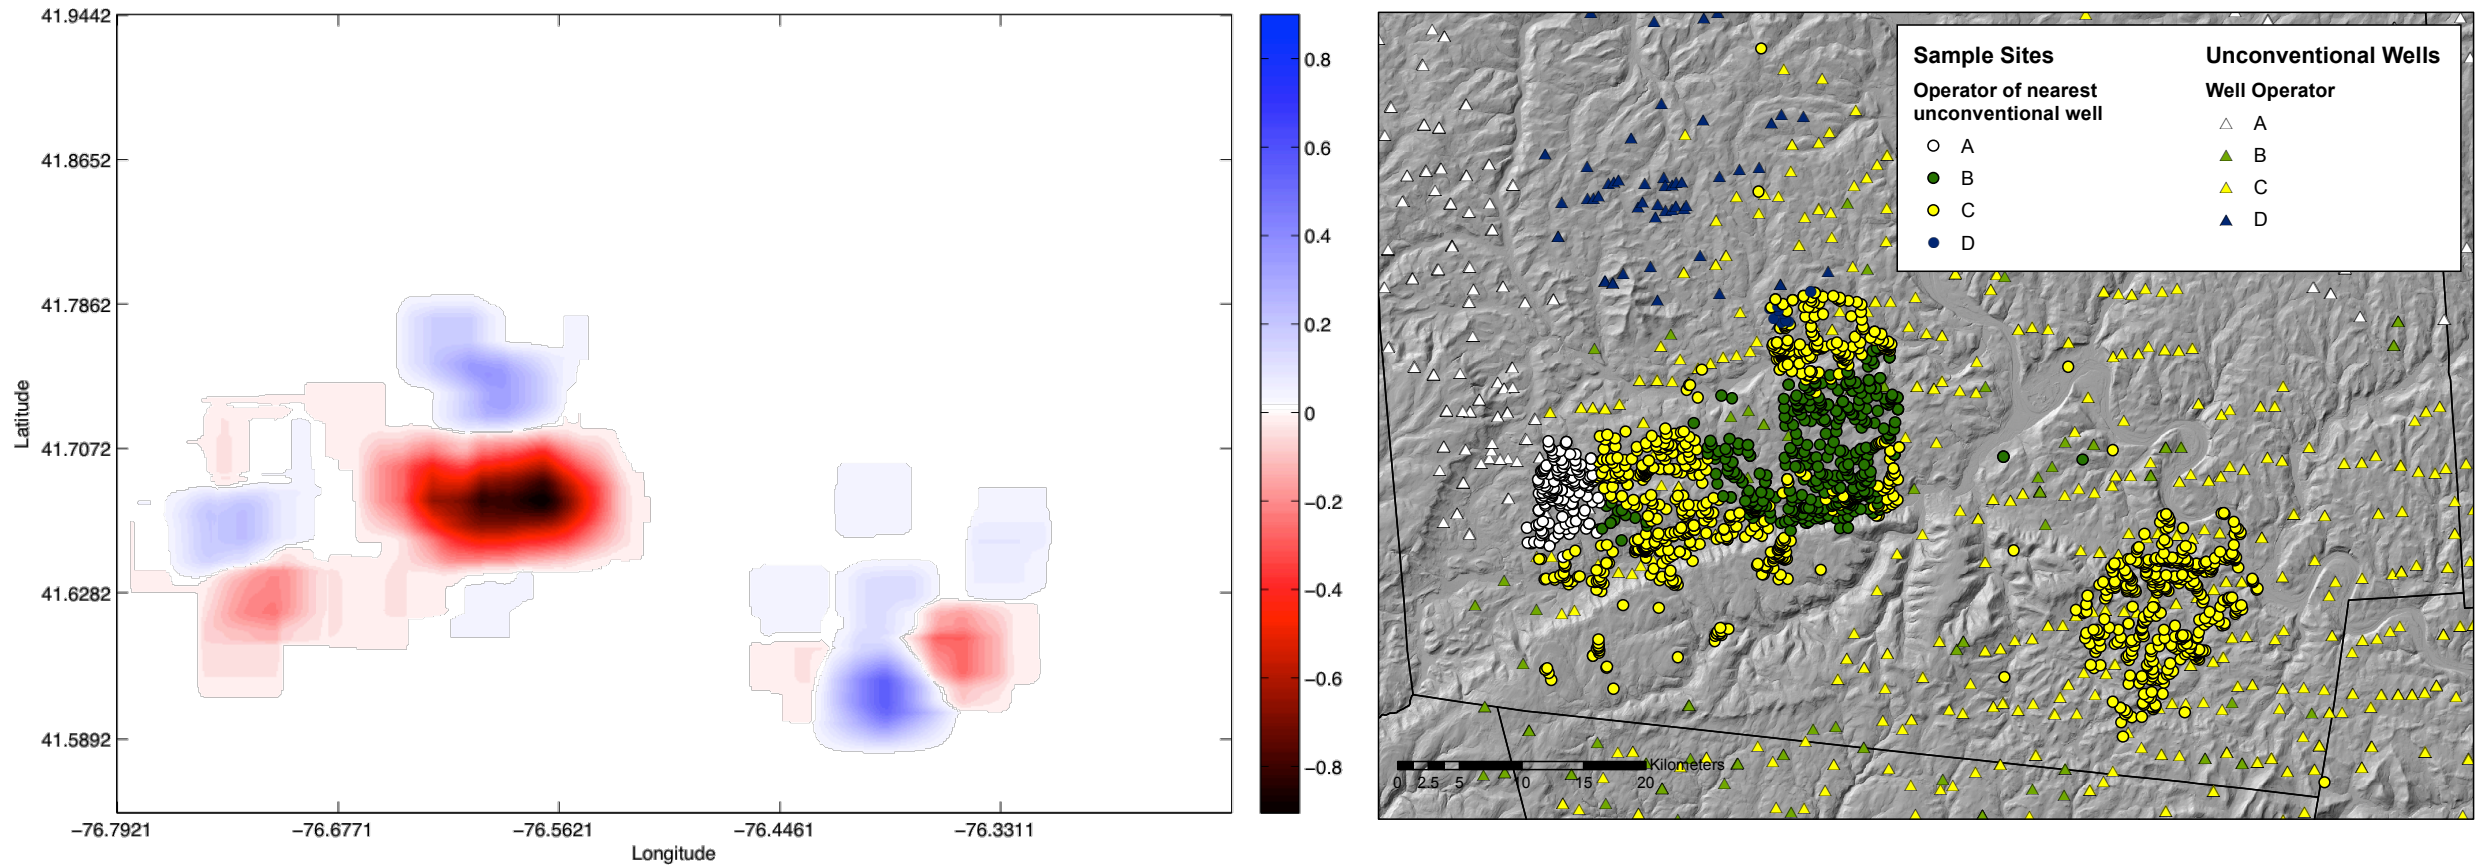 41.9442
41.8652
41.7862
41.7072
41.6282
41.5892
Latitude
−76.7921
−76.6771
−76.5621
−76.4461
−76.3311
Longitude
0.8
0.6
0.4
0.2
0
−0.2
−0.4
−0.6
−0.8
Sample Sites
Operator of nearest
unconventional well
A
B
C
D
Unconventional Wells
Well Operator
A
B
C
D
Kilometers
0 2.5 5 10 15 20